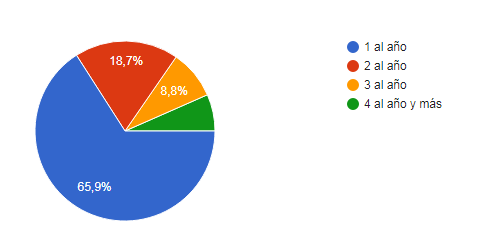 18,7%
8,8%
65,9%
1 al año
2 al año
3 al año
4 al año y más